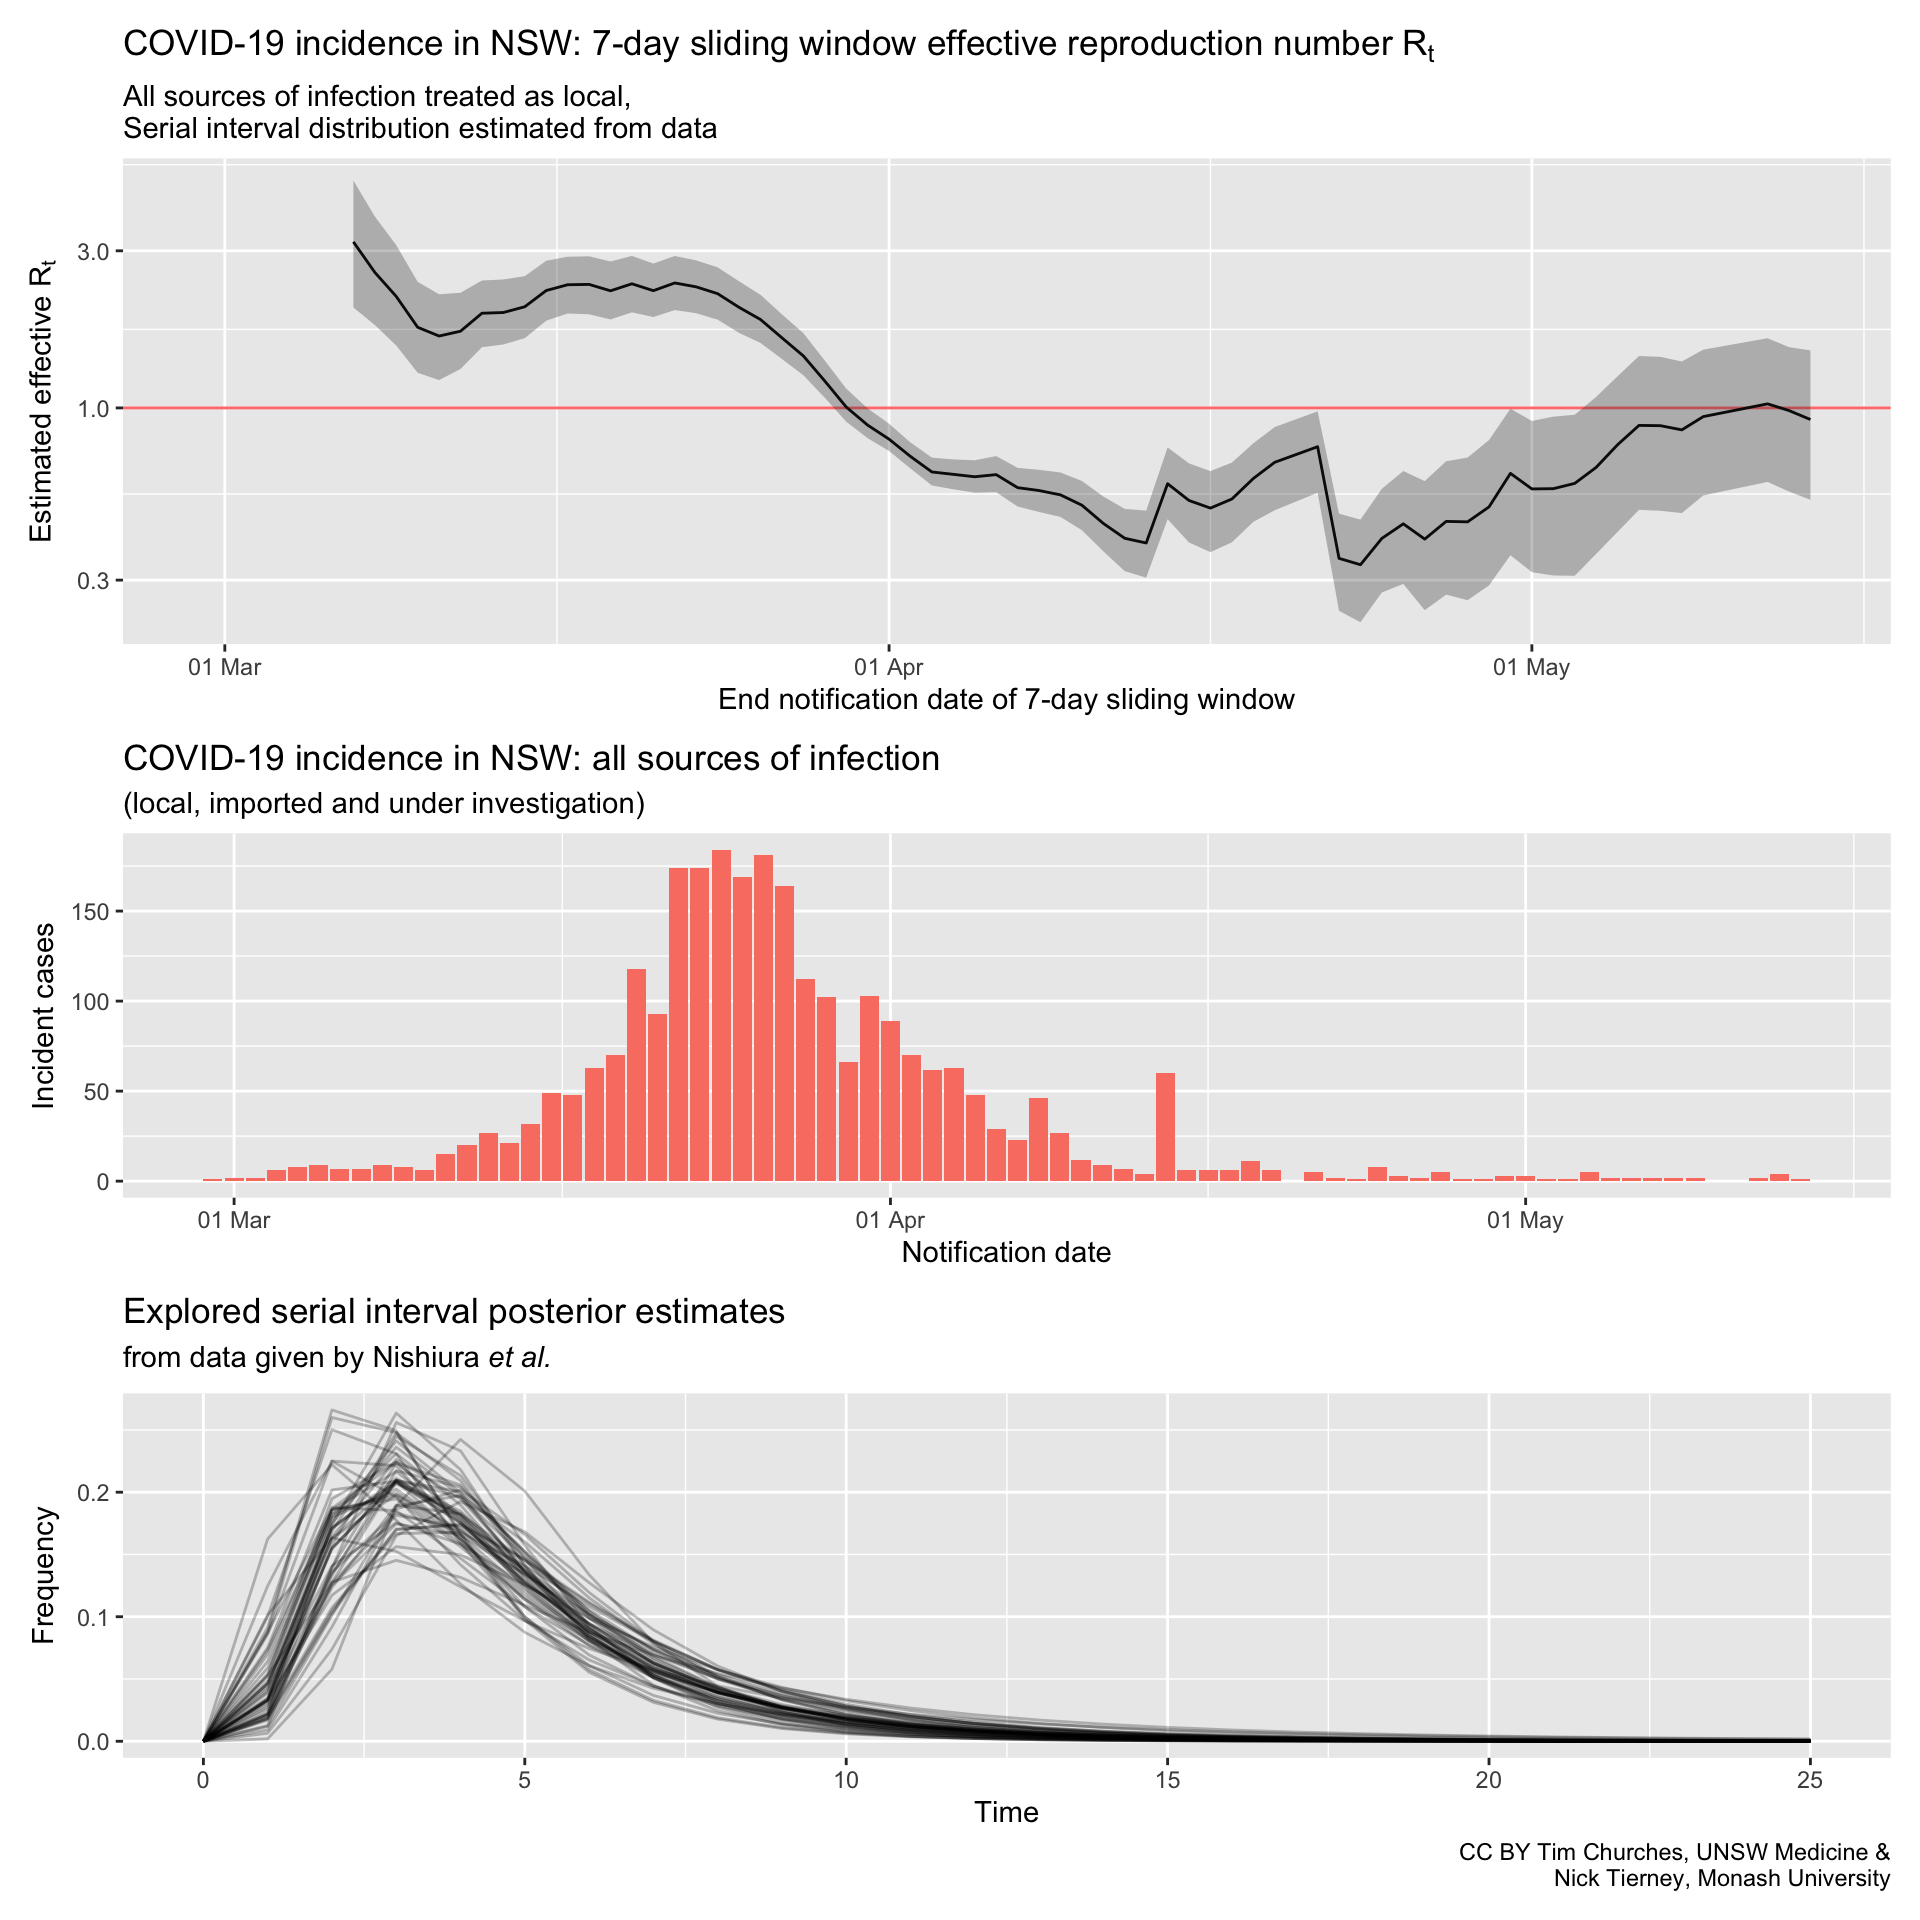 COVID-19 incidence in NSW: 7-day sliding window effective reproduction number Rt
All sources of infection treated as local,
Serial interval distribution estimated from data
Estimated effective Rt
3.0
1.0
0.3
01 Mar 01 Apr 01 May
End notification date of 7-day sliding window
COVID-19 incidence in NSW: all sources of infection
(local, imported and under investigation)
Incident cases
150
100
50
0
01 Mar 01 Apr 01 May
Notification date
Explored serial interval posterior estimates
from data given by Nishiura et al.
Frequency
0.2
0.1
0.0
0 5 10 15 20 25
Time
CC BY Tim Churches, UNSW Medicine &
Nick Tierney, Monash University